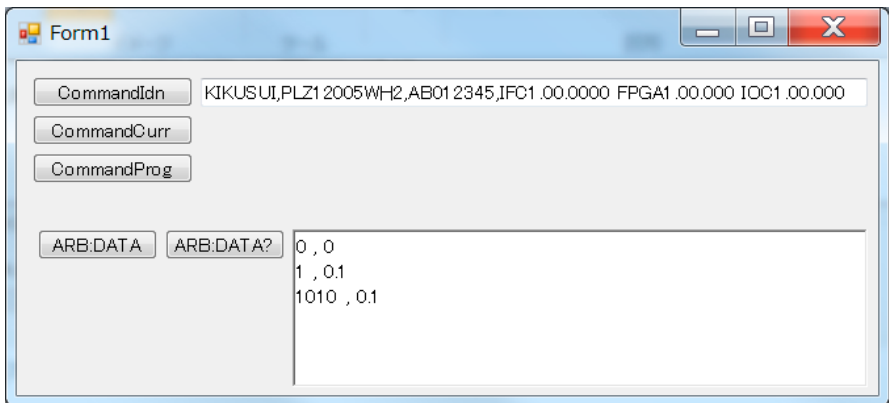 Form1
CommandIdn KIKUSUI,PLZ12005WH2,AB012345,IFC1.00.0000 FPGA1.00.000 IOC1.00.000
CommandCurr
CommandProg
ARB:DATA ARB:DATA? 0 , 0
1 , 0.1
1010 , 0.1